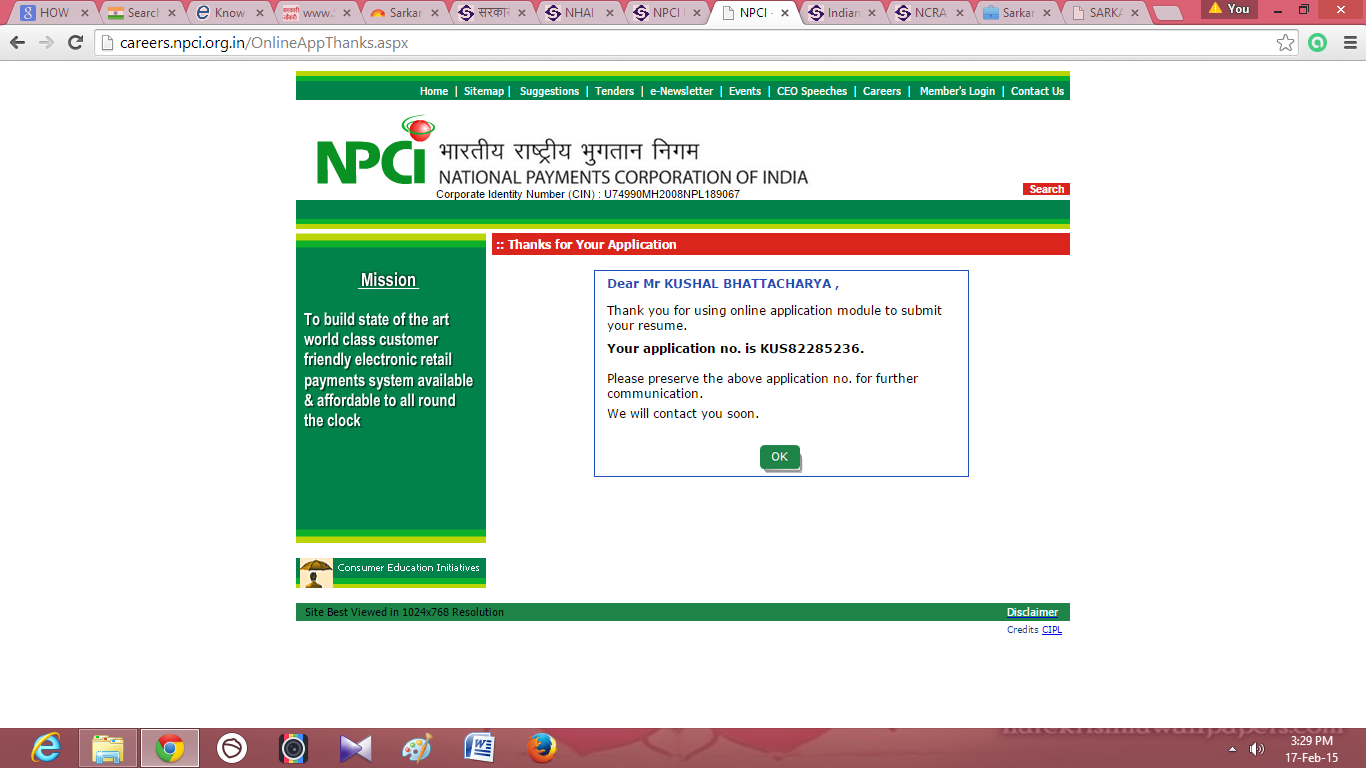 HOW
Search
Know
www.
Sarkar
सरकार
NHAI
NPCI
NPCI -
Indian
NCRA
Sarkar
SARKA
You
careers.npci.org.in/OnlineAppThanks.aspx
Home | Sitemap | Suggestions | Tenders | e-Newsletter | Events | CEO Speeches | Careers | Member's Login | Contact Us
NPCI
भारतीय राष्ट्रीय भुगतान निगम
NATIONAL PAYMENTS CORPORATION OF INDIA
Corporate Identity Number (CIN) : U74990MH2008NPL189067
Search
Mission
To build state of the art
world class customer
friendly electronic retail
payments system available
& affordable to all round
the clock
Consumer Education Initiatives
:: Thanks for Your Application
Dear Mr KUSHAL BHATTACHARYA ,
Thank you for using online application module to submit
your resume.
Your application no. is KUS82285236.
Please preserve the above application no. for further
communication.
We will contact you soon.
OK
Site Best Viewed in 1024x768 Resolution
Disclaimer
Credits CIPL
3:29 PM
17-Feb-15